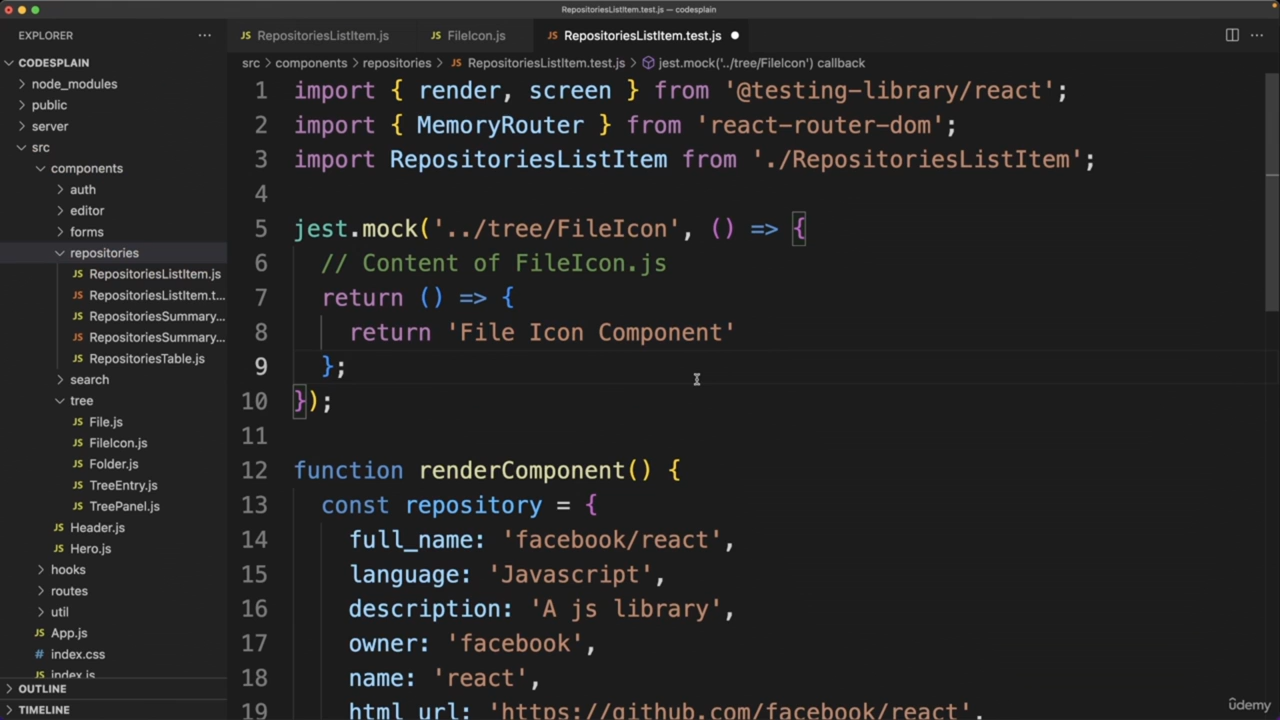 RepositoriesListItem.test.js — codesplain
EXPLORER
RepositoriesListItem.js
FileIcon.js
RepositoriesListItem.test.js
CODESPLAIN
node_modules
public
server
src
components
auth
editor
forms
repositories
RepositoriesListItem.js
RepositoriesListItem.t...
RepositoriesSummary...
RepositoriesSummary...
RepositoriesTable.js
search
tree
File.js
FileIcon.js
Folder.js
TreeEntry.js
TreePanel.js
Header.js
Hero.js
hooks
routes
util
App.js
index.css
index.js
OUTLINE
TIMELINE
src > components > repositories > JS RepositoriesListItem.test.js > jest.mock('../tree/FileIcon') callback
1 import { render, screen } from '@testing-library/react';
2 import { MemoryRouter } from 'react-router-dom';
3 import RepositoriesListItem from './RepositoriesListItem';
4
5 jest.mock('../tree/FileIcon', () => {
6 // Content of FileIcon.js
7 return () => {
8 return 'File Icon Component'
9 };
10 });
11
12 function renderComponent() {
13 const repository = {
14 full_name: 'facebook/react',
15 language: 'Javascript',
16 description: 'A js library',
17 owner: 'facebook',
18 name: 'react',
19 html_url: 'https://github.com/facebook/react',
ûdemy